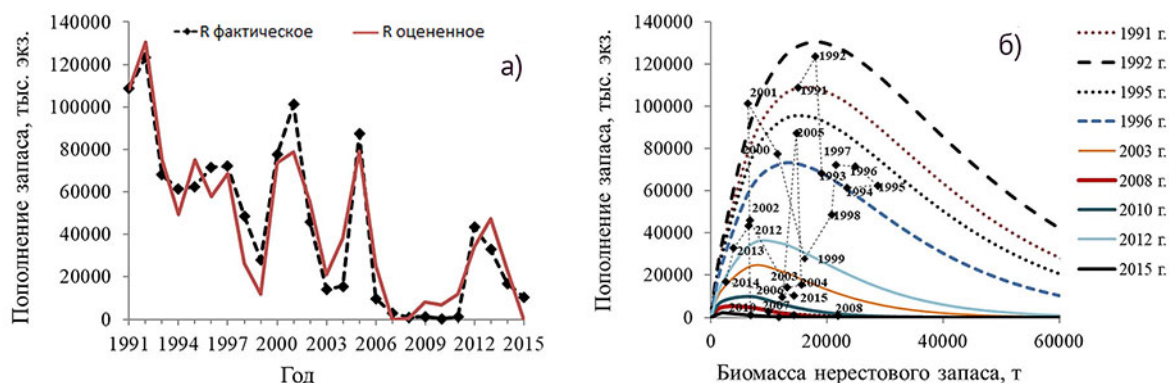 Пополнение запаса, тыс. экз.
140000
120000
100000
80000
60000
40000
20000
0
R фактическое
R оцененное
а)
1991 1994 1997 2000 2003 2006 2009 2012 2015
Год
Пополнение запаса, тыс. экз.
140000
120000
100000
80000
60000
40000
20000
0
б)
1992
2001
1991
2005
2000
1997
1993
1996
1994
1995
2002
1998
2012
2013
1999
2003
2004
2014
2006
2015
2010
2007
2008
0 20000 40000 60000
Биомасса нерестового запаса, т
1991 г.
1992 г.
1995 г.
1996 г.
2003 г.
2008 г.
2010 г.
2012 г.
2015 г.